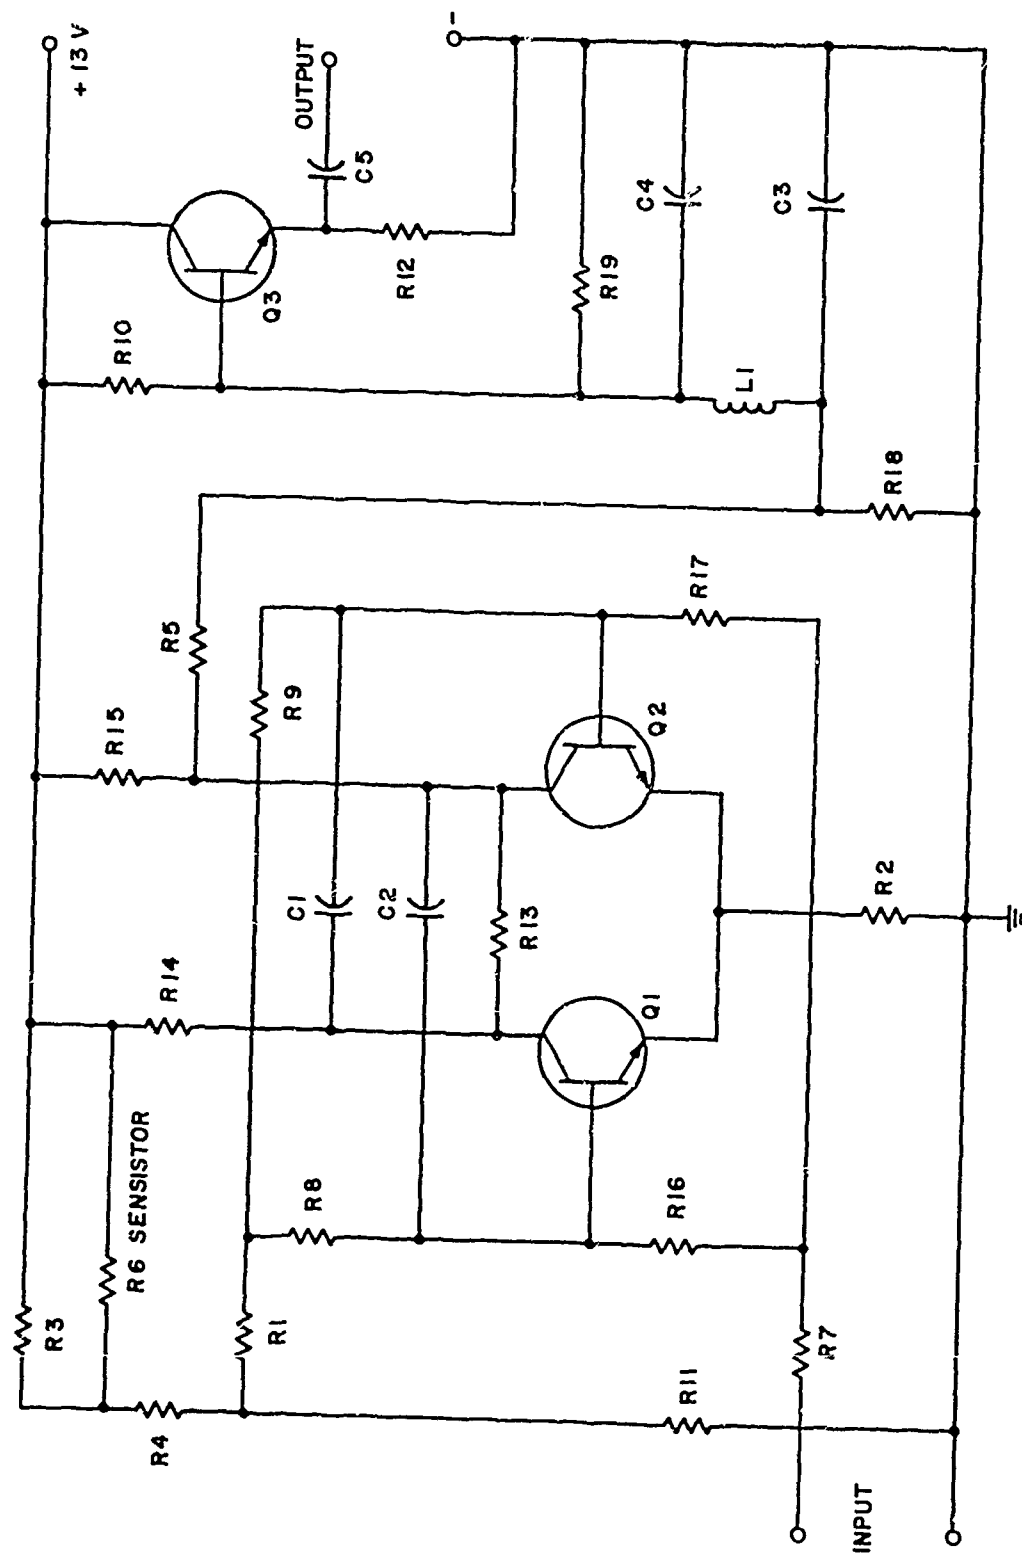 + 13 V
OUTPUT
-
C5
R12
Q3
R10
R19
C4
C3
L1
R18
R5
R15
R9
R17
Q2
C1
C2
R13
R2
R14
Q1
R6 SENSISTOR
R8
R16
R3
R1
R7
R4
R11
INPUT